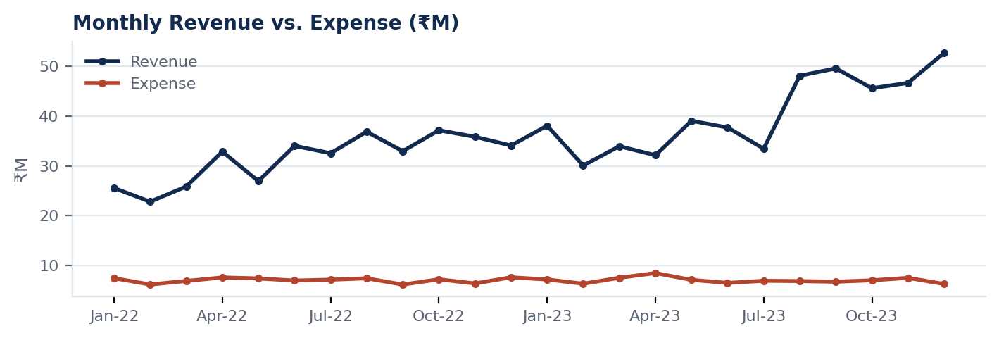 Monthly Revenue vs. Expense (₹M)
Revenue
Expense
₹M
50
40
30
20
10
Jan-22 Apr-22 Jul-22 Oct-22 Jan-23 Apr-23 Jul-23 Oct-23